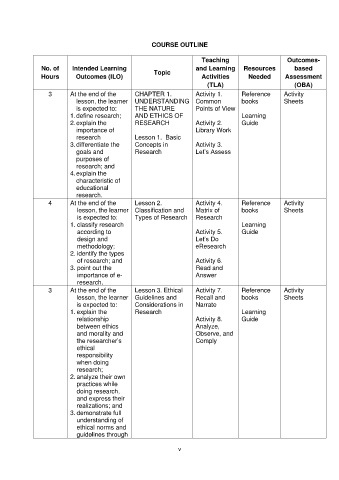 COURSE OUTLINE
No. of Hours
Intended Learning Outcomes (ILO)
Topic
Teaching and Learning Activities (TLA)
Resources Needed
Outcomes-based Assessment (OBA)
3
At the end of the
lesson, the learner
is expected to:
1. define research;
2. explain the
importance of
research
3. differentiate the
goals and
purposes of
research; and
4. explain the
characteristic of
educational
research.
CHAPTER 1.
UNDERSTANDING
THE NATURE
AND ETHICS OF
RESEARCH
Lesson 1. Basic
Concepts in
Research
Activity 1.
Common
Points of View
Activity 2.
Library Work
Activity 3.
Let's Assess
Reference
books
Learning
Guide
Activity
Sheets
4
At the end of the
lesson, the learner
is expected to:
1. classify research
according to
design and
methodology;
2. identify the types
of research; and
3. point out the
importance of e-
research.
Lesson 2.
Classification and
Types of Research
Activity 4.
Matrix of
Research
Activity 5.
Let's Do
eResearch
Activity 6.
Read and
Answer
Reference
books
Learning
Guide
Activity
Sheets
3
At the end of the
lesson, the learner
is expected to:
1. explain the
relationship
between ethics
and morality and
the researcher's
ethical
responsibility
when doing
research;
2. analyze their own
practices while
doing research,
and express their
realizations; and
3. demonstrate full
understanding of
ethical norms and
guidelines through
Lesson 3. Ethical
Guidelines and
Considerations in
Research
Activity 7.
Recall and
Narrate
Activity 8.
Analyze,
Observe, and
Comply
Reference
books
Learning
Guide
Activity
Sheets
v